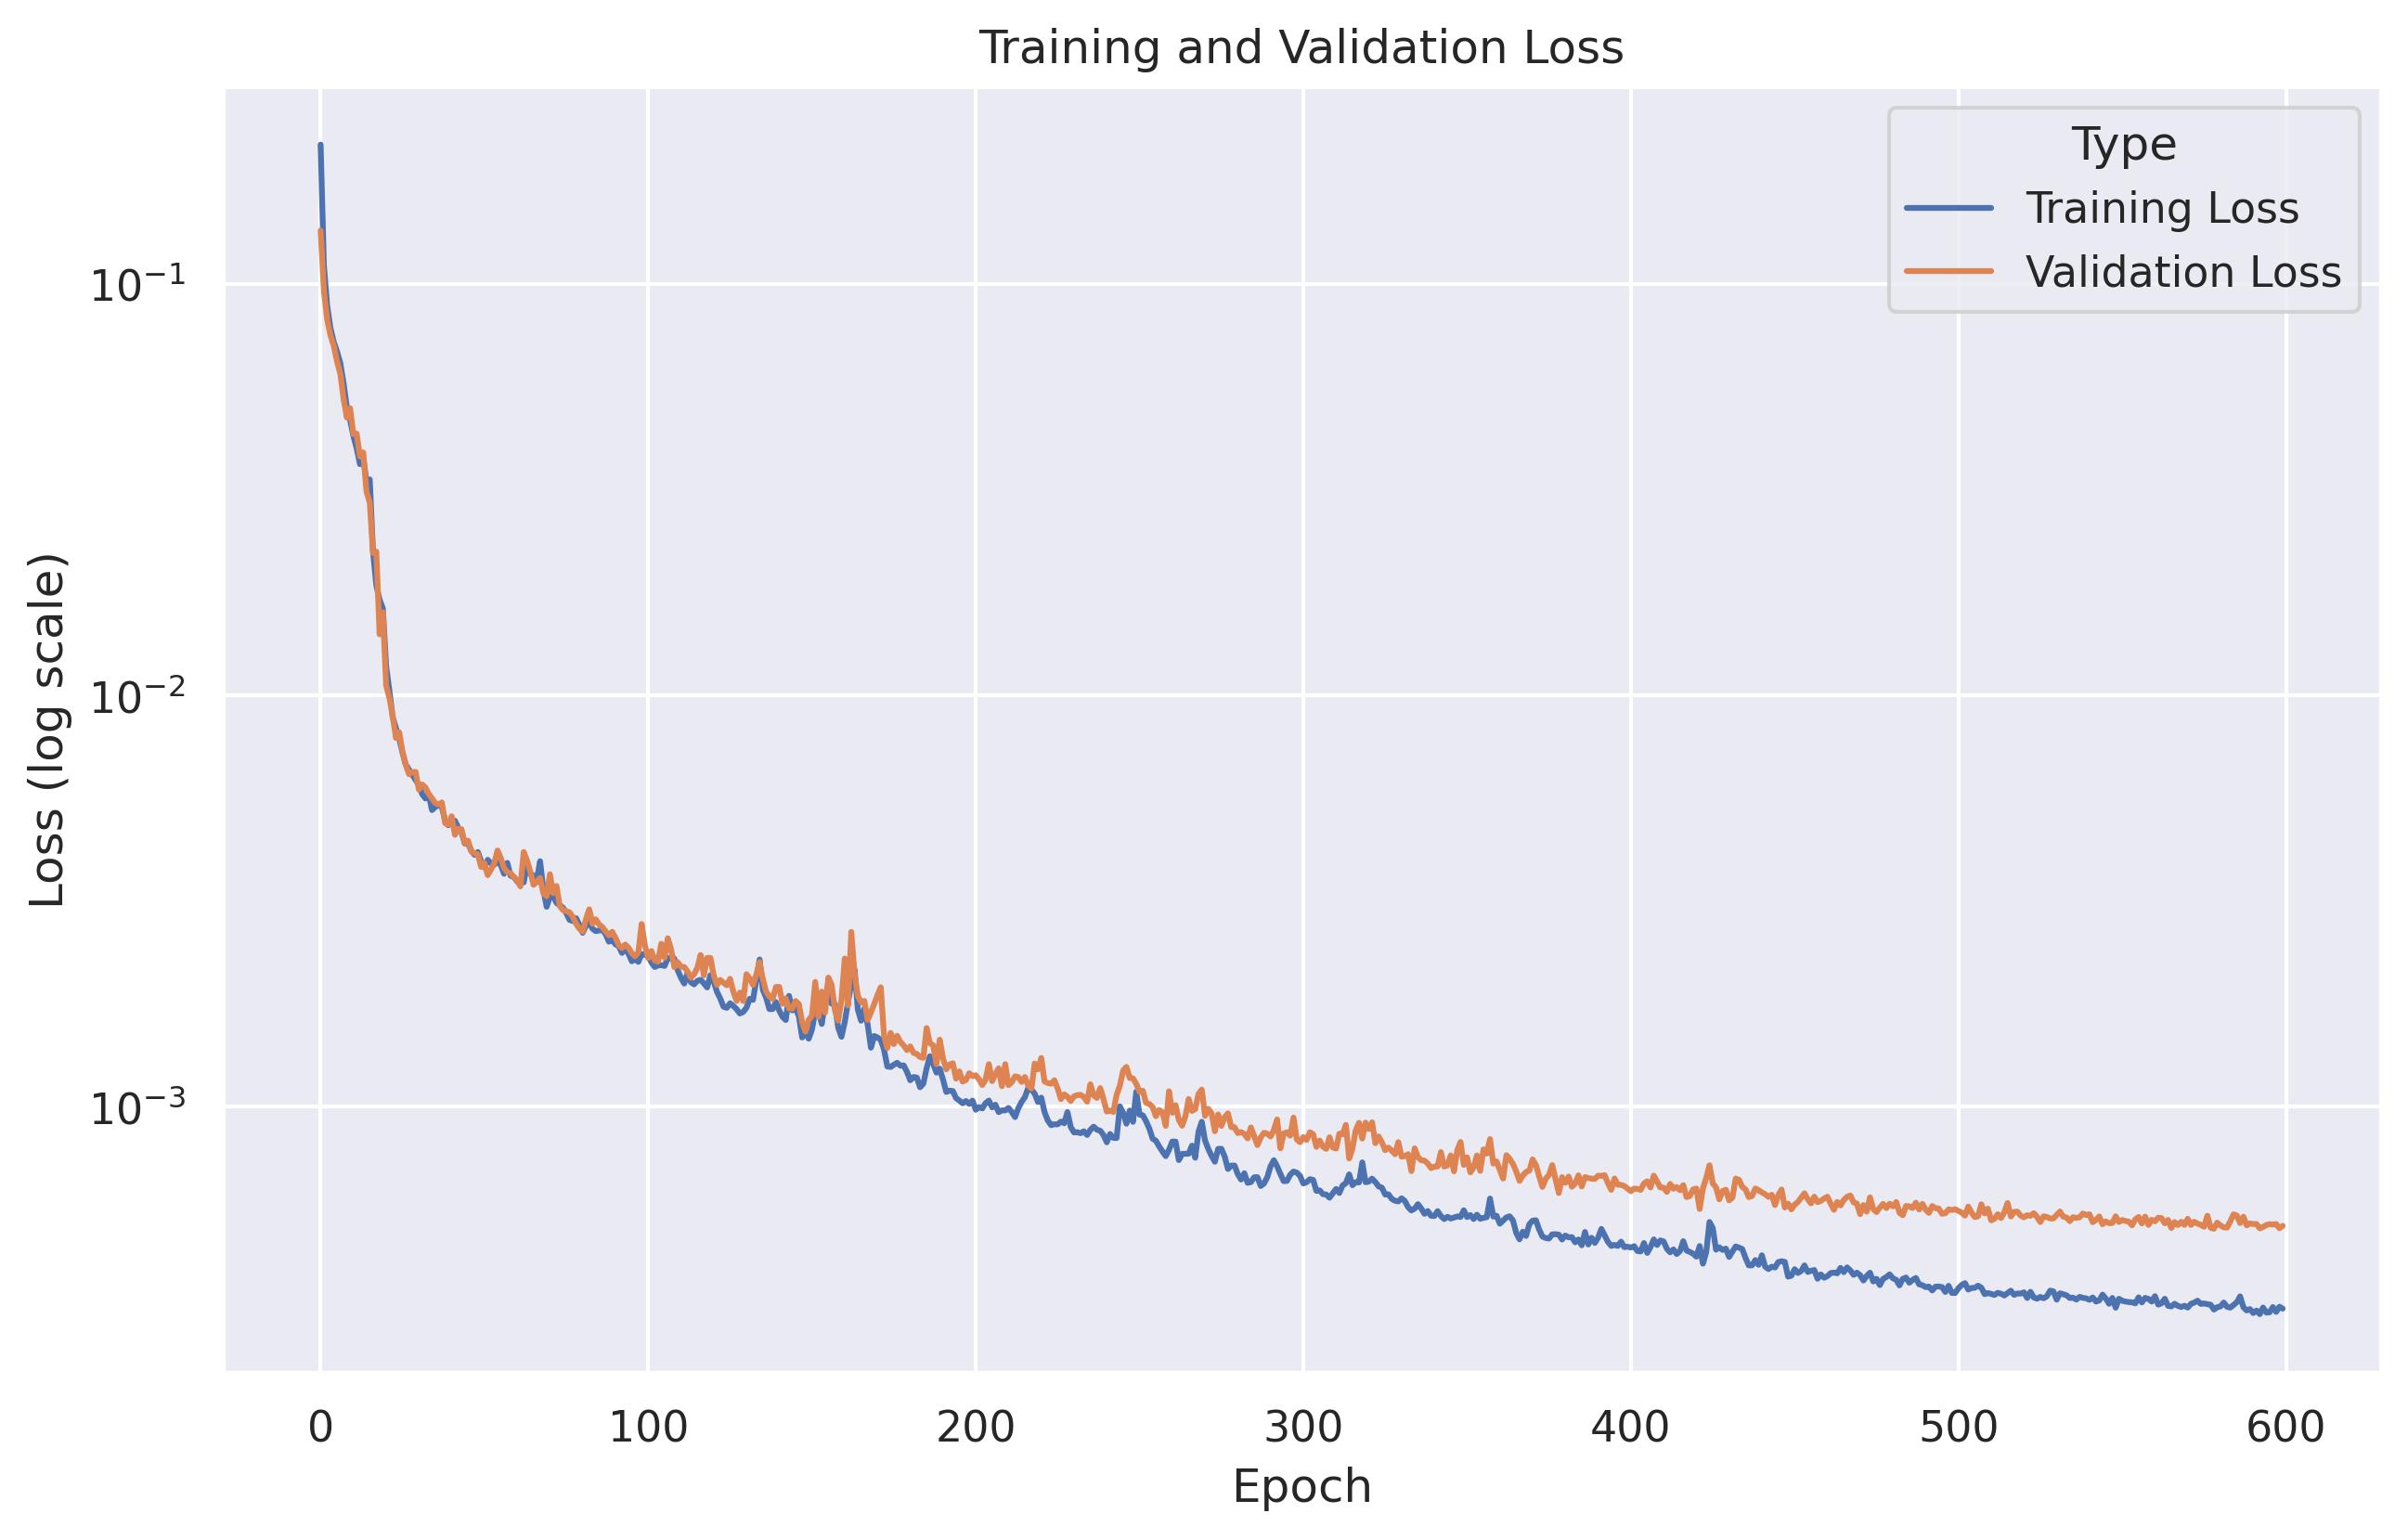 Training and Validation Loss
Type
Training Loss
Validation Loss
Loss (log scale)
10⁻¹
10⁻²
10⁻³
0 100 200 300 400 500 600
Epoch